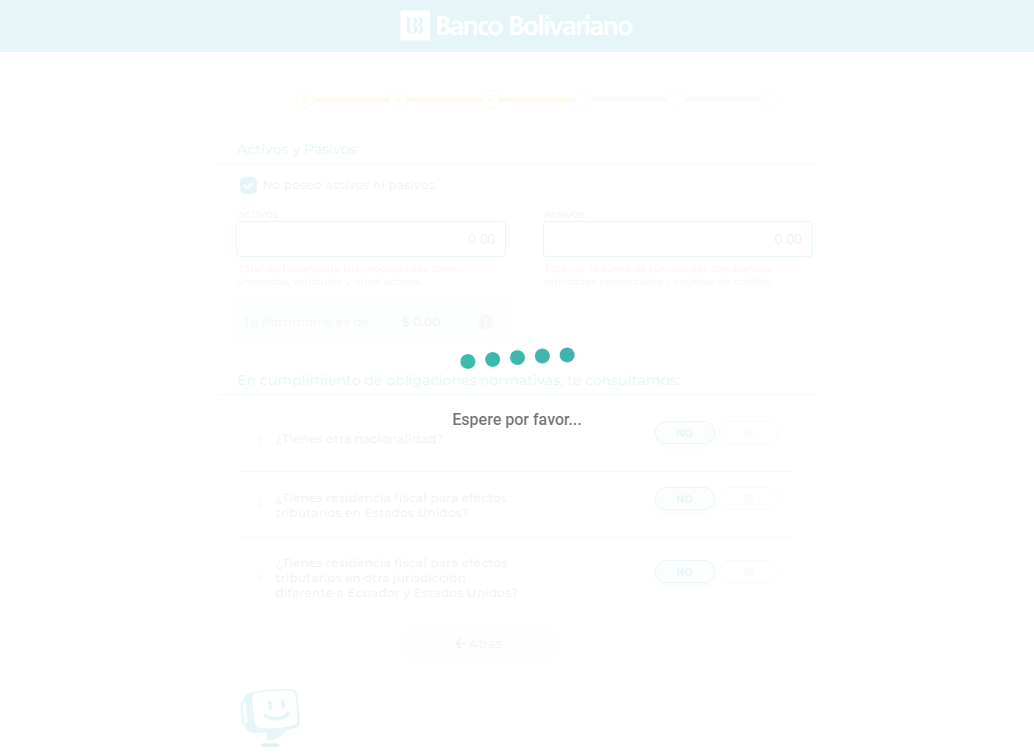 Banco Bolivariano
Activos y Pasivos
No poseo activos ni pasivos.
ACTIVOS
PASIVOS
0.00
0.00
Total de la suma de tus propiedades como
viviendas, vehículos y otros activos.
Total de la suma de tus deudas con Bancos,
entidades comerciales y tarjetas de crédito.
Tu Patrimonio es de $ 0.00
En cumplimiento de obligaciones normativas, te consultamos:
Espere por favor...
+ ¿Tienes otra nacionalidad?
NO SI
+ ¿Tienes residencia fiscal para efectos
tributarios en Estados Unidos?
NO SI
+ ¿Tienes residencia fiscal para efectos
tributarios en otra jurisdicción
diferente a Ecuador y Estados Unidos?
NO SI
Atrás